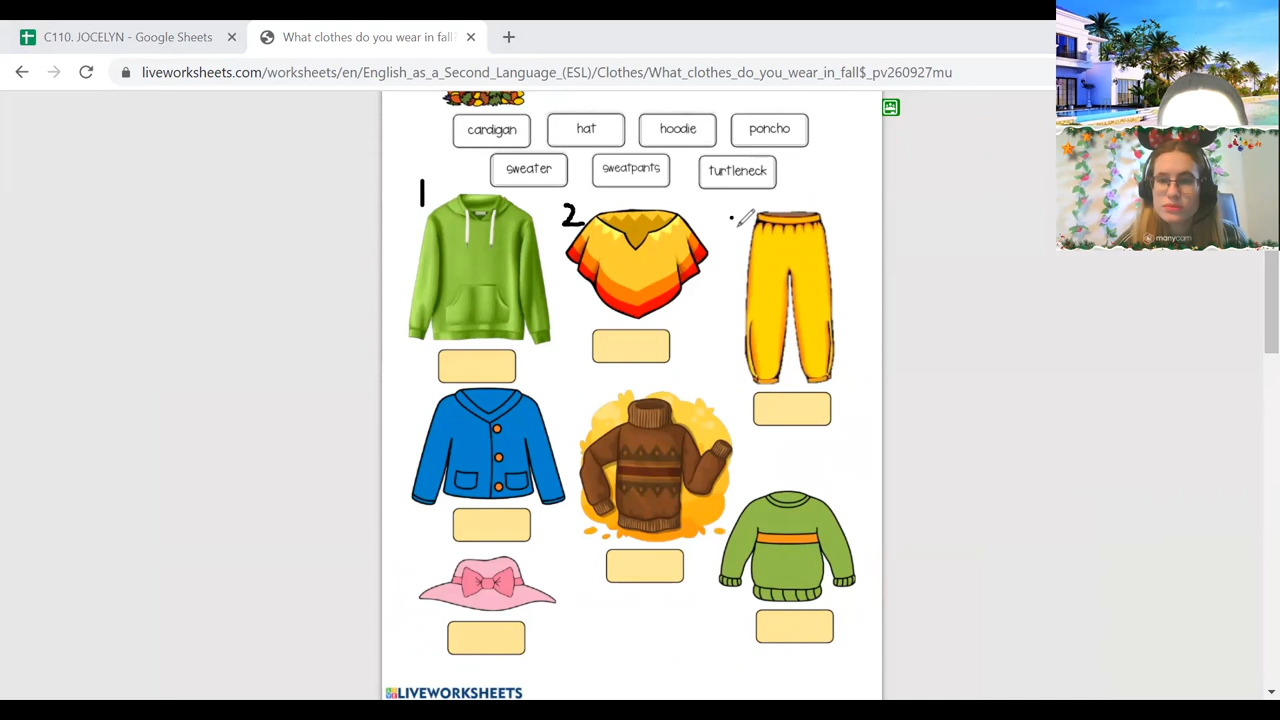 C110. JOCELYN - Google Sheets
What clothes do you wear in fall
liveworksheets.com/worksheets/en/English_as_a_Second_Language_(ESL)/Clothes/What_clothes_do_you_wear_in_fall$_pv260927mu
cardigan hat hoodie poncho
sweater sweatpants turtleneck
1
2
LIVEWORKSHEETS
manycam